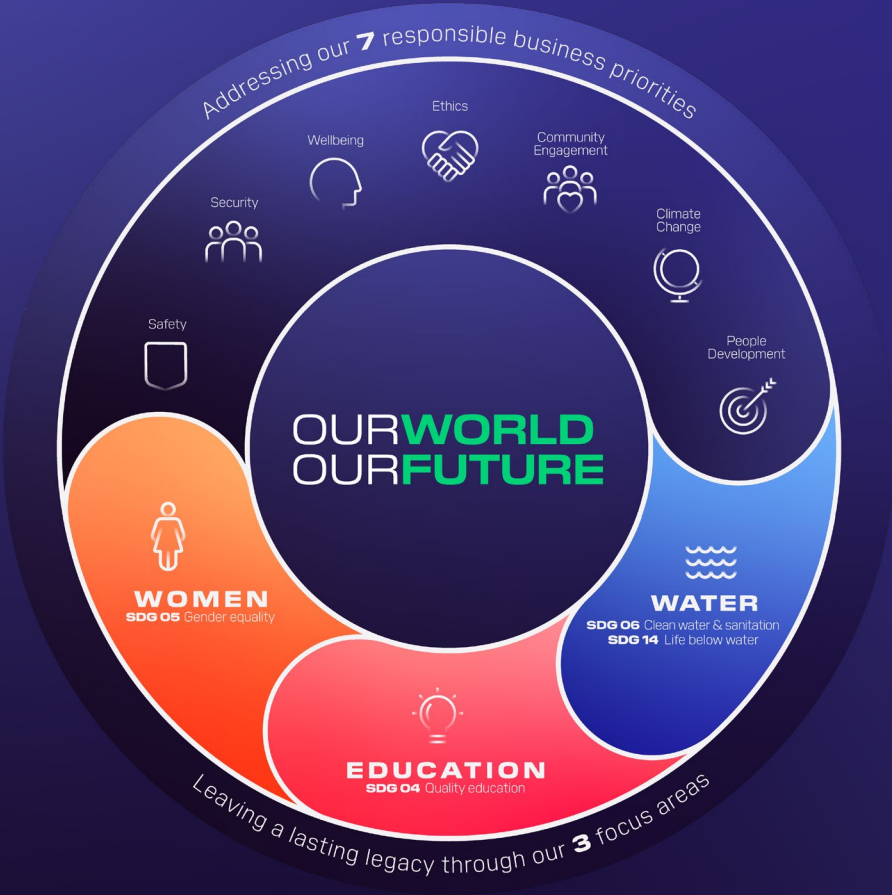 Addressing our 7 responsible business priorities
Ethics
Wellbeing
Community
Engagement
Security
Climate
Change
Safety
People
Development
OURWORLD
OURFUTURE
WOMEN
SDG 05 Gender equality
WATER
SDG 06 Clean water & sanitation
SDG 14 Life below water
EDUCATION
SDG 04 Quality education
Leaving a lasting legacy through our 3 focus areas